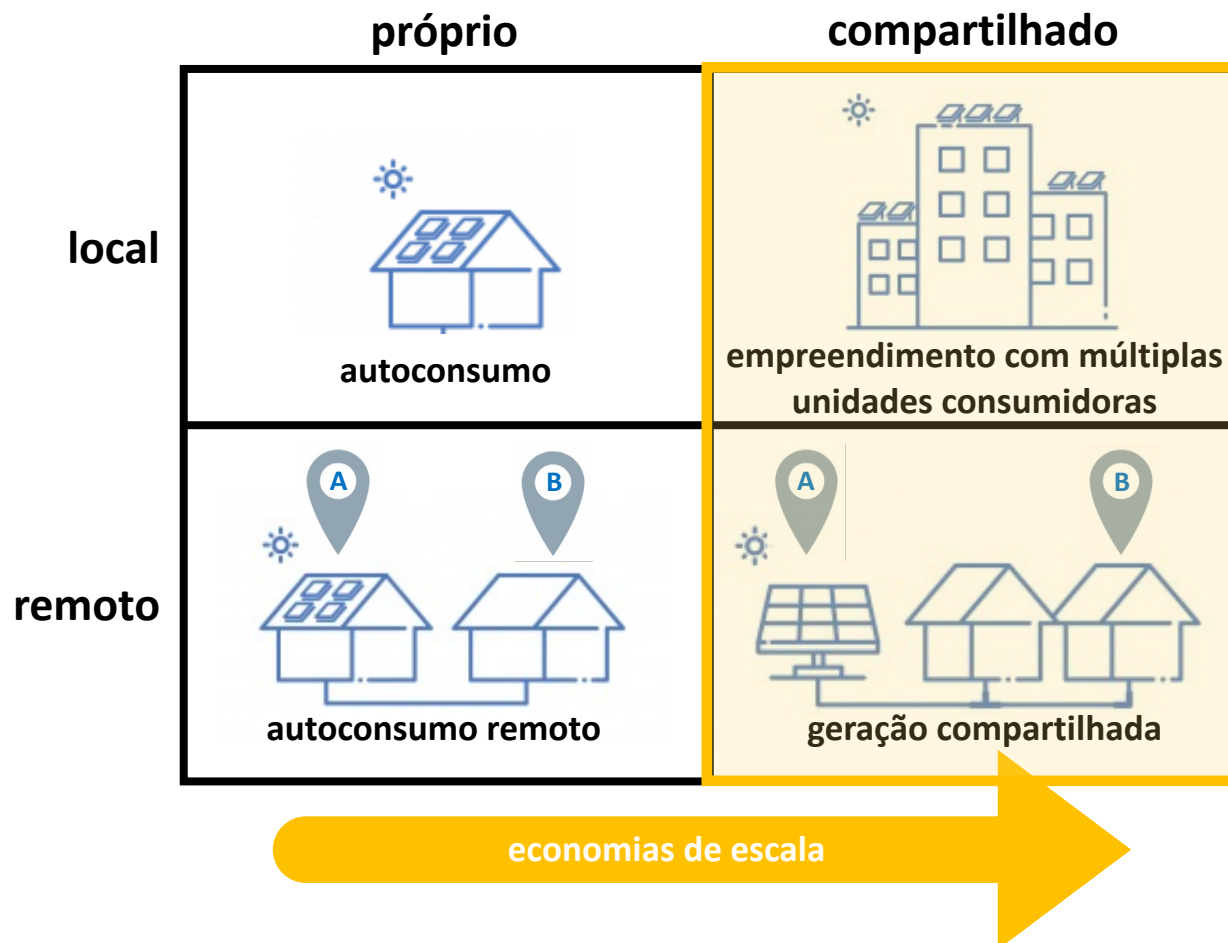 próprio
compartilhado
local
autoconsumo
empreendimento com múltiplas
unidades consumidoras
A
B
A
B
remoto
autoconsumo remoto
geração compartilhada
economias de escala